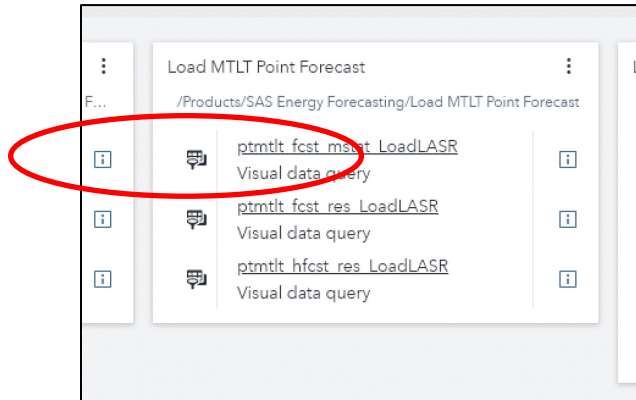 Load MTLT Point Forecast
F...
/Products/SAS Energy Forecasting/Load MTLT Point Forecast
ptmtlt_fcst_mstat_LoadLASR
Visual data query
ptmtlt_fcst_res_LoadLASR
Visual data query
ptmtlt_hfcst_res_LoadLASR
Visual data query